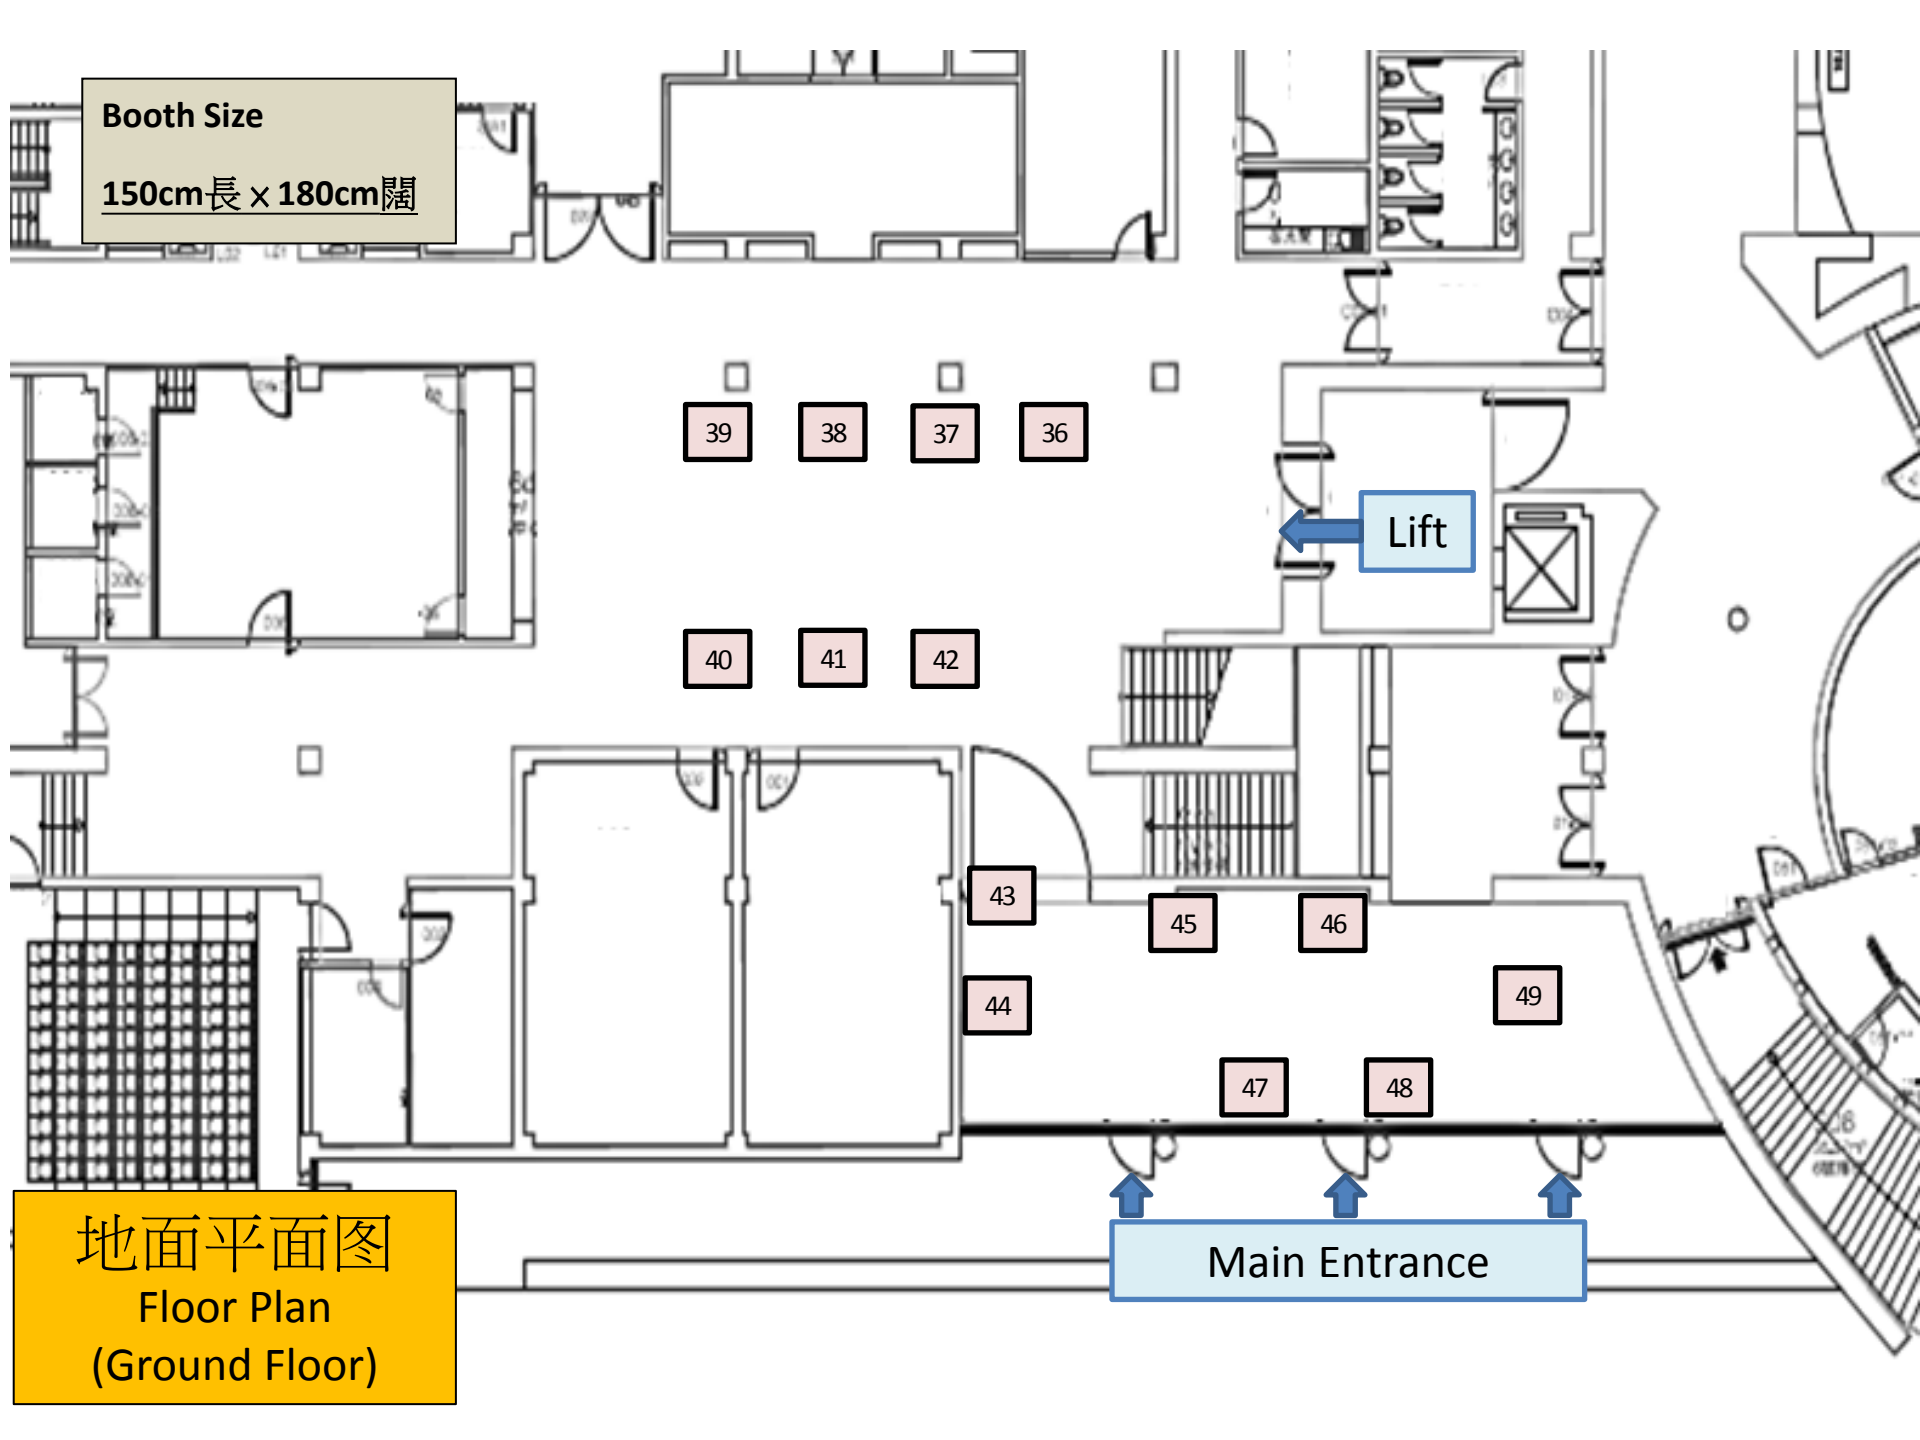 Booth Size
150cm長 x 180cm闊
39
38
37
36
Lift
40
41
42
43
45
46
44
49
47
48
Main Entrance
地面平面图
Floor Plan
(Ground Floor)